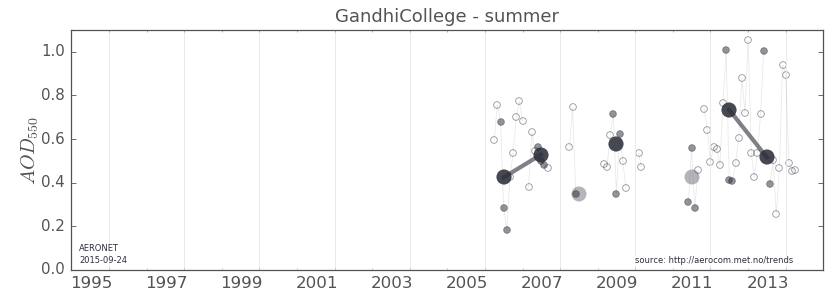 GandhiCollege - summer
1.0
0.8
0.6
0.4
0.2
0.0
AOD550
AERONET
2015-09-24
source: http://aerocom.met.no/trends
1995 1997 1999 2001 2003 2005 2007 2009 2011 2013